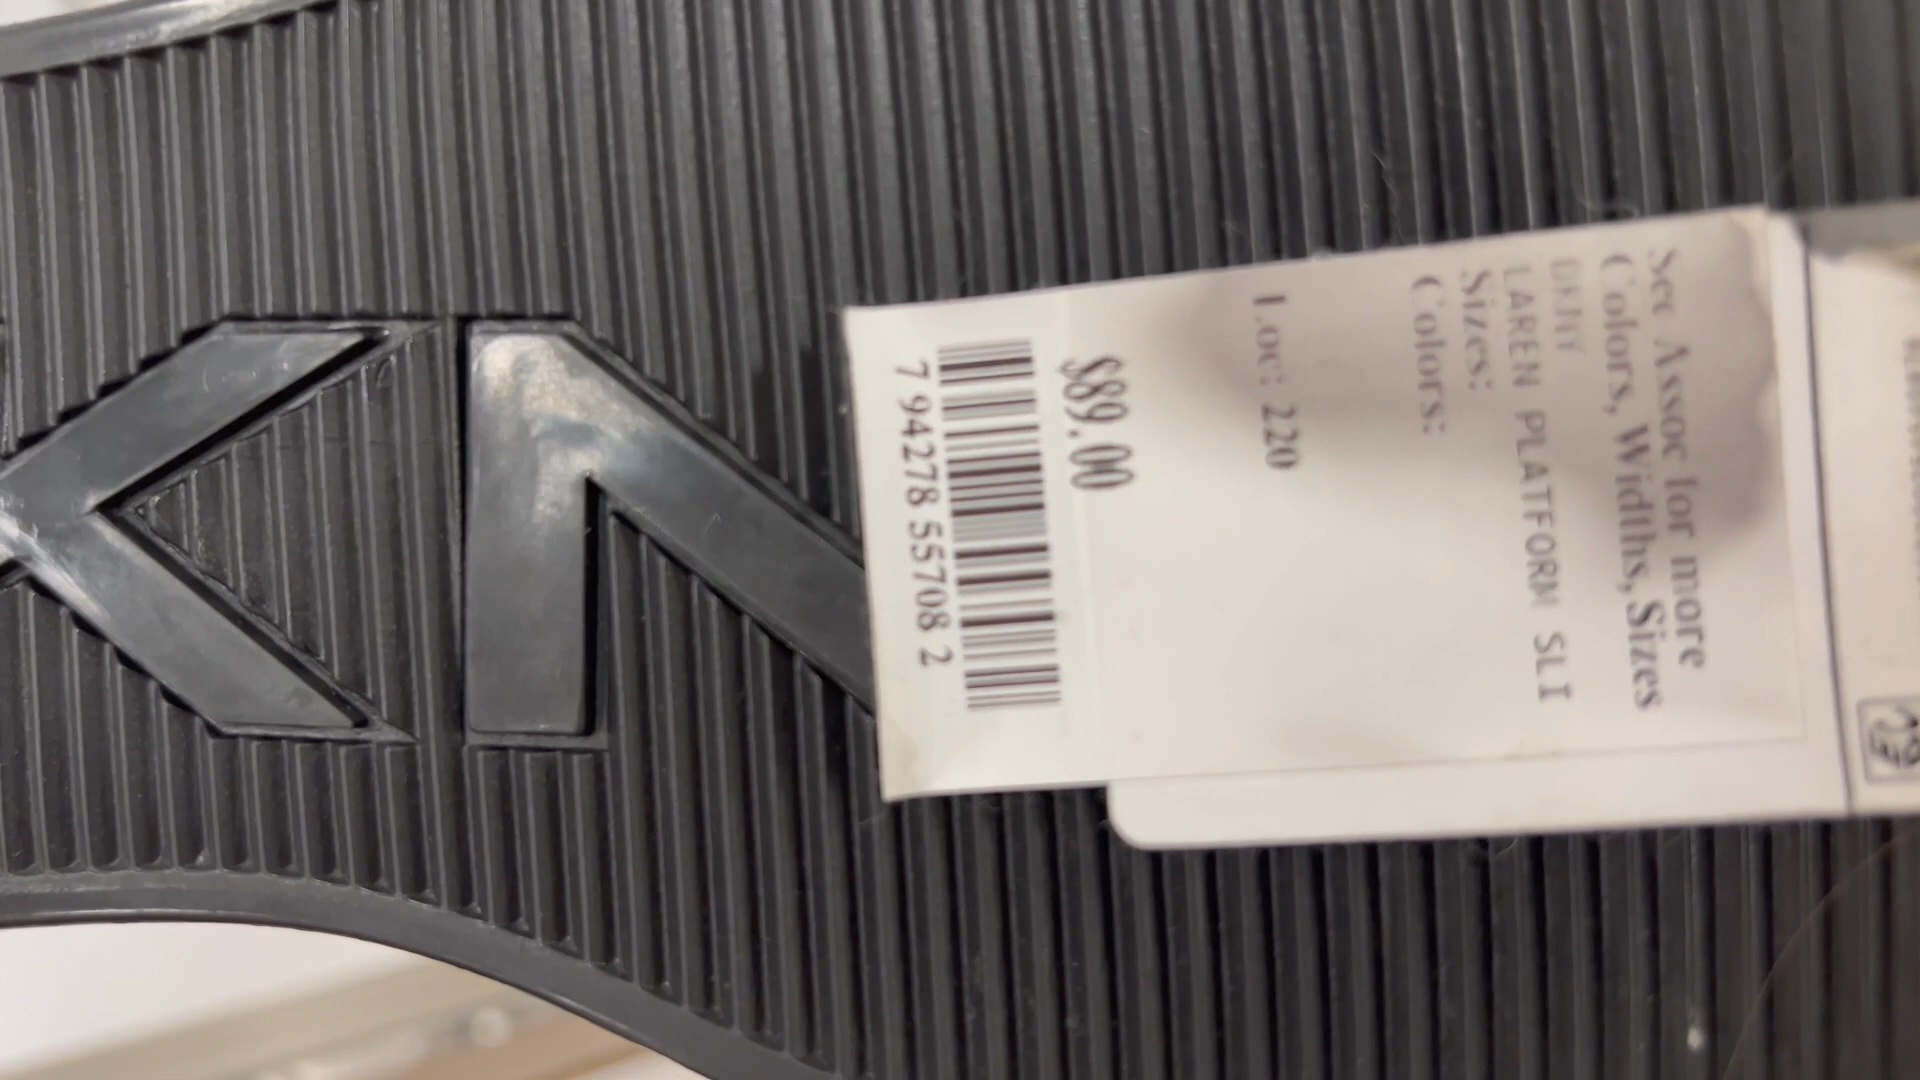 See Assoc for more
Colors, Widths, Sizes
DKNY
LAREN PLATFORM SLI
Sizes:
Colors:
Loc: 220
$89.00
7 94278 55708 2